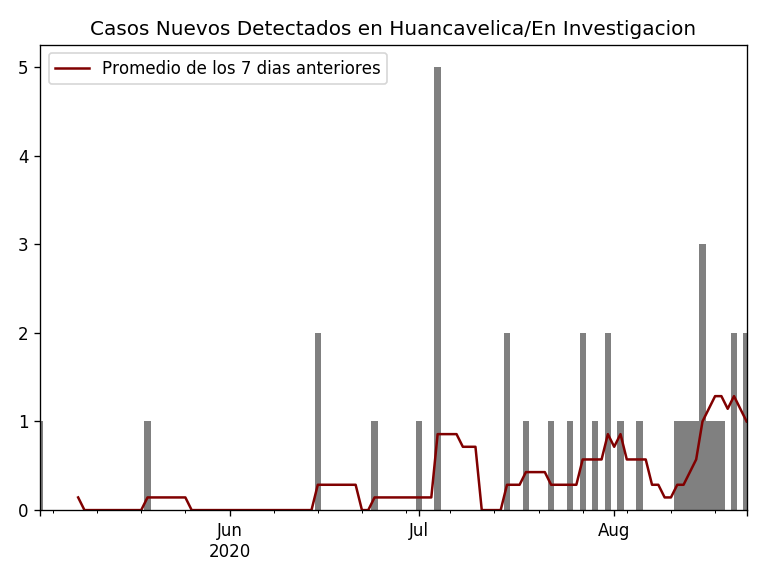 Casos Nuevos Detectados en Huancavelica/En Investigacion
Promedio de los 7 dias anteriores
5
4
3
2
1
0
Jun Jul Aug
2020